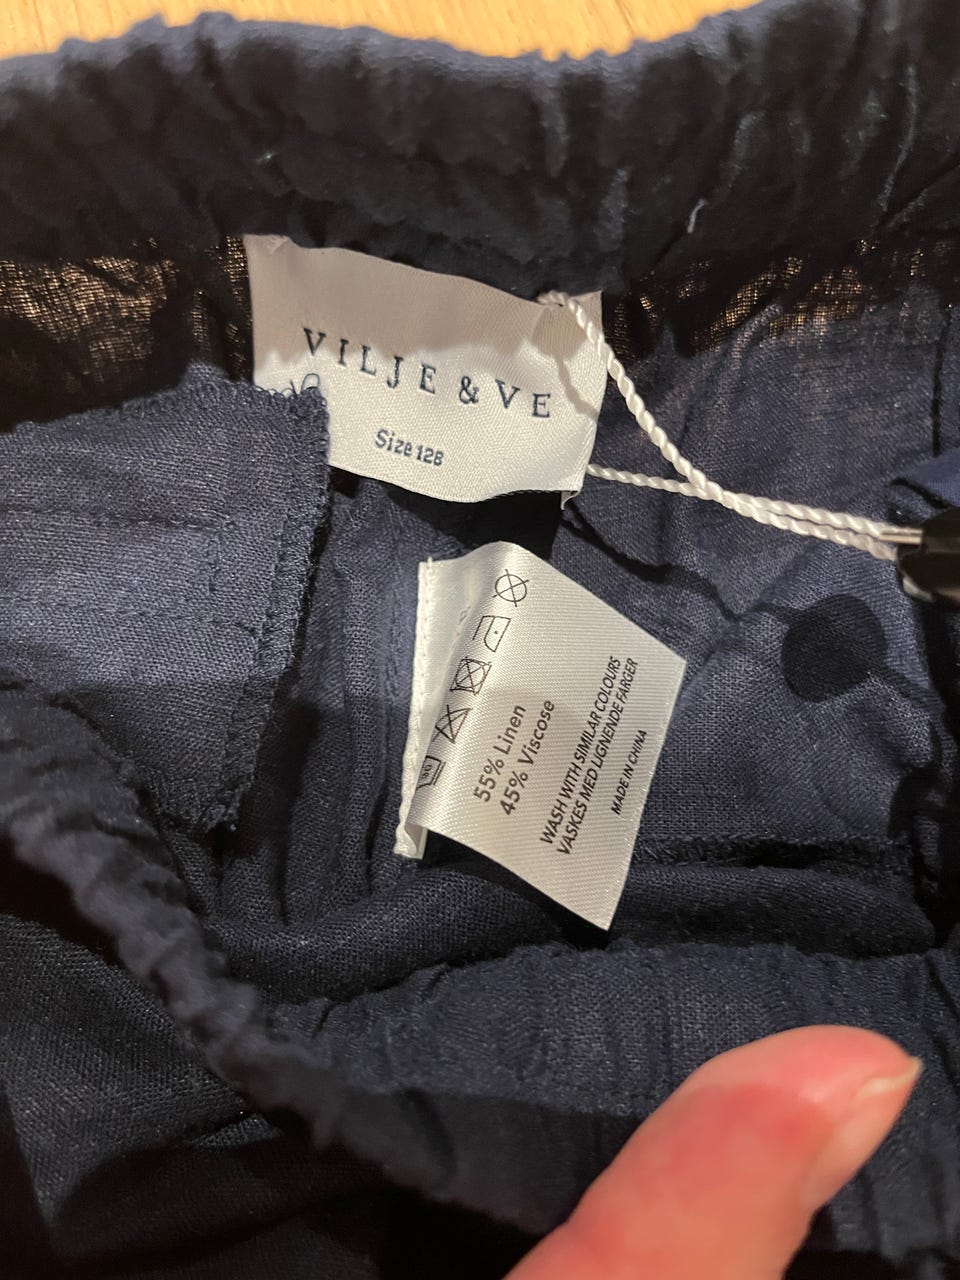 VILJE & VE
Size 128
55% Linen
45% Viscose
WASH WITH SIMILAR COLOURS
VASKES MED LIGNENDE FARGER
MADE IN CHINA